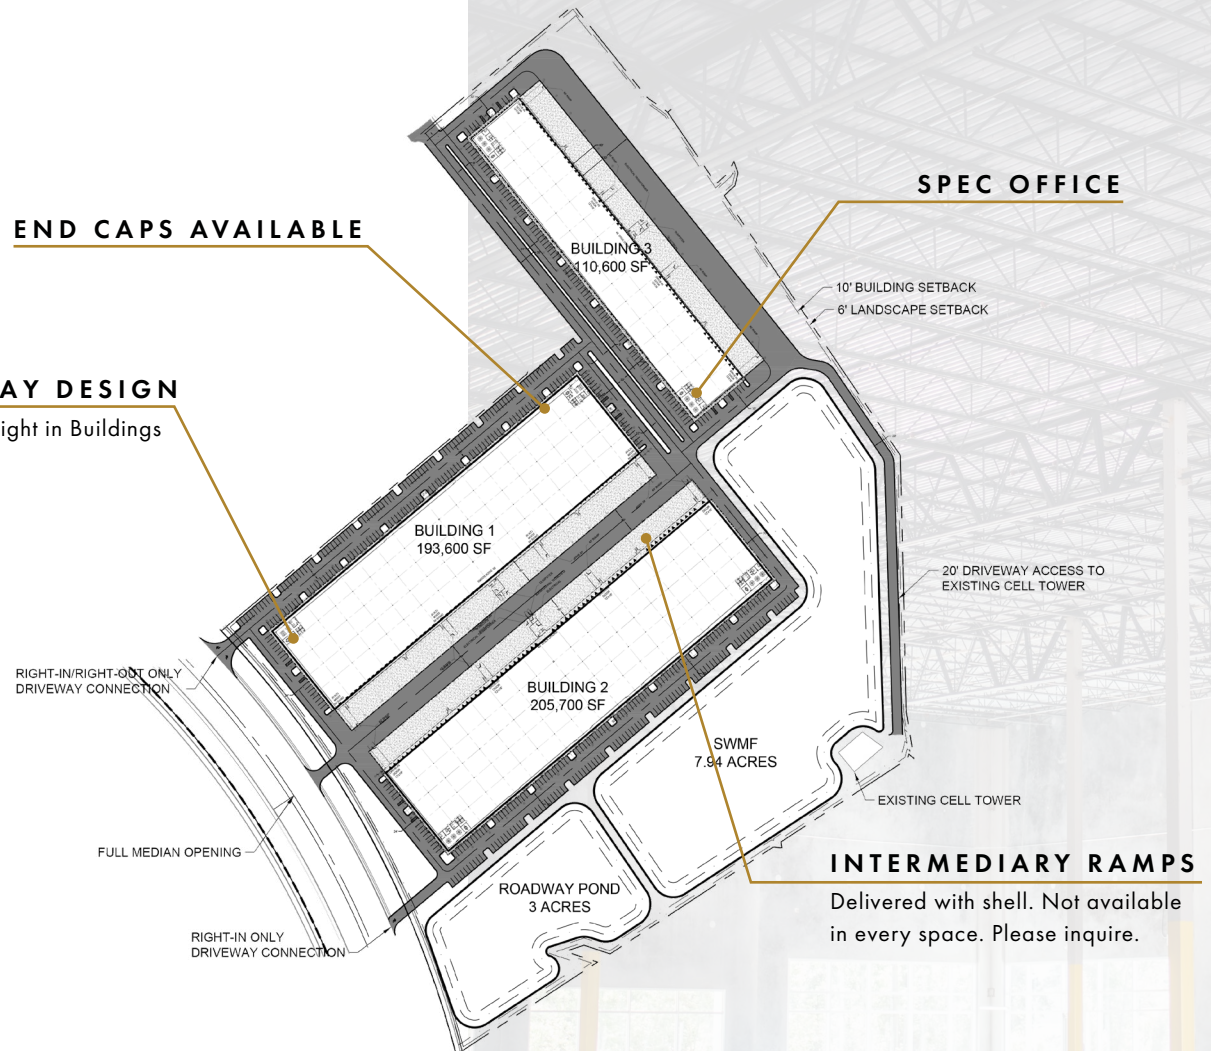 SPEC OFFICE
END CAPS AVAILABLE
BUILDING 3
110,600 SF
10' BUILDING SETBACK
6' LANDSCAPE SETBACK
AY DESIGN
ight in Buildings
BUILDING 1
193,600 SF
20' DRIVEWAY ACCESS TO
EXISTING CELL TOWER
RIGHT-IN/RIGHT-OUT ONLY
DRIVEWAY CONNECTION
BUILDING 2
205,700 SF
SWMF
7.94 ACRES
EXISTING CELL TOWER
FULL MEDIAN OPENING
INTERMEDIARY RAMPS
Delivered with shell. Not available
in every space. Please inquire.
ROADWAY POND
3 ACRES
RIGHT-IN ONLY
DRIVEWAY CONNECTION